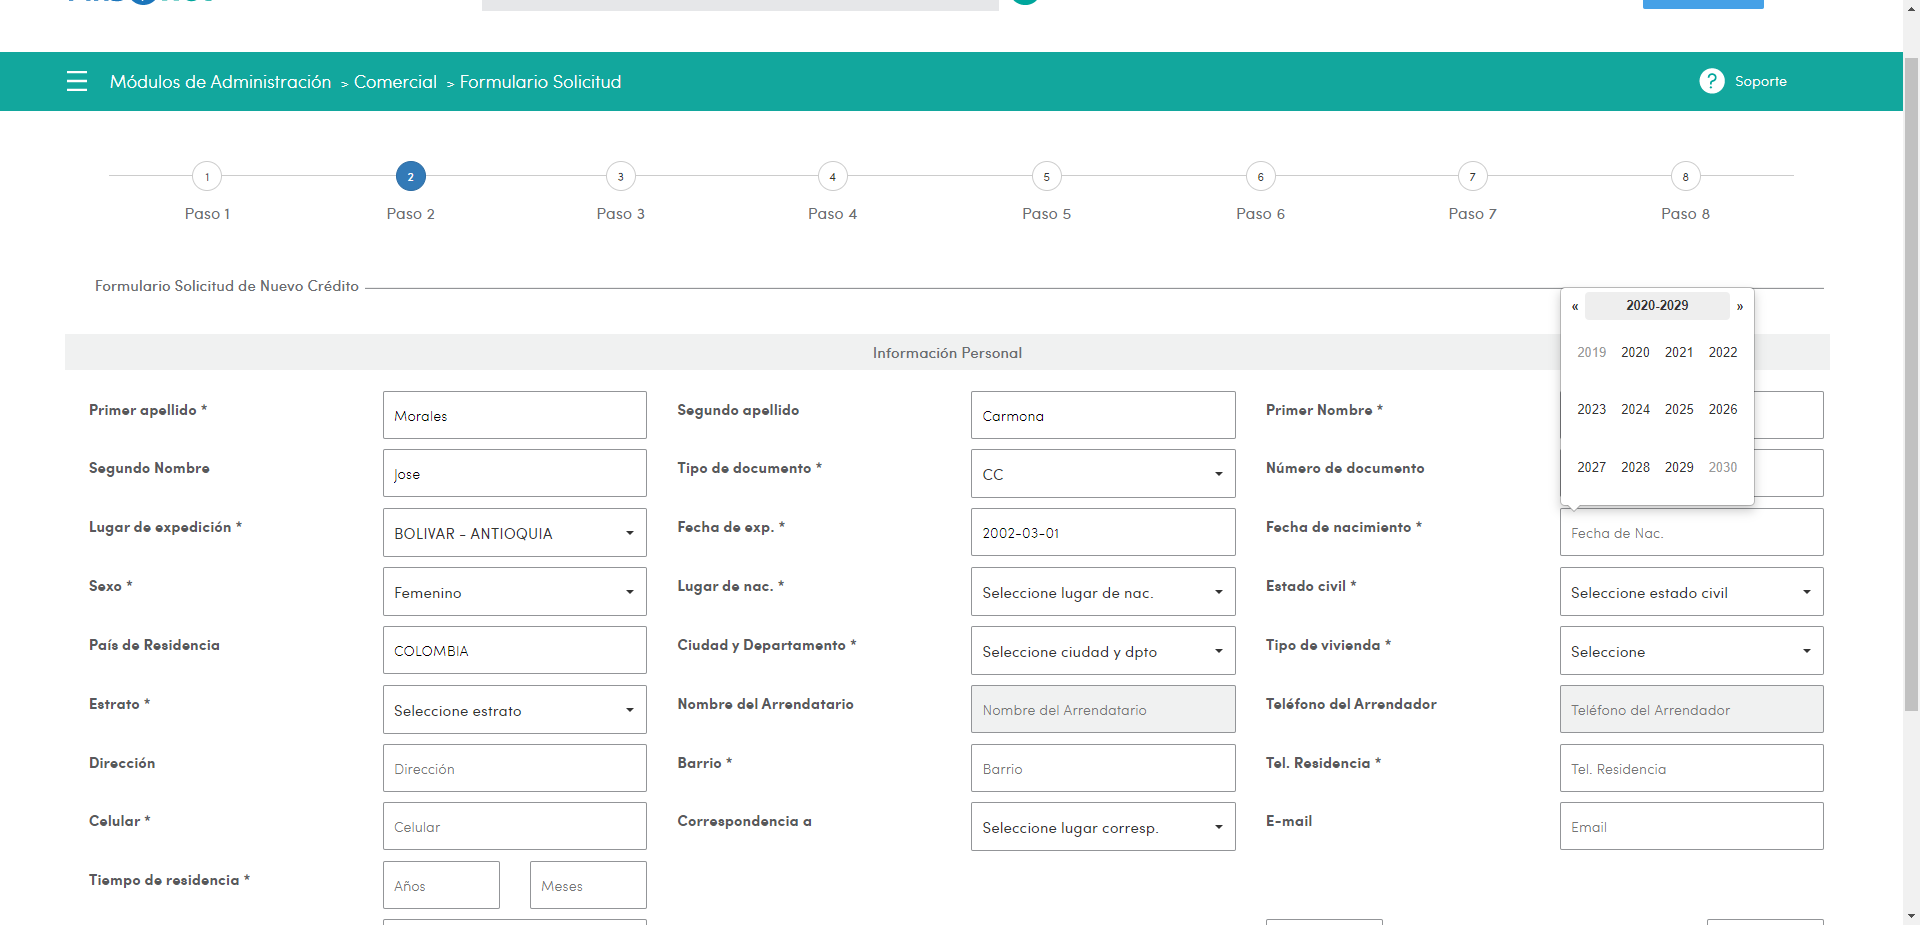 Módulos de Administración > Comercial > Formulario Solicitud
? Soporte
1 2 3 4 5 6 7 8
Paso 1 Paso 2 Paso 3 Paso 4 Paso 5 Paso 6 Paso 7 Paso 8
Formulario Solicitud de Nuevo Crédito
« 2020-2029 »
2019 2020 2021 2022
2023 2024 2025 2026
2027 2028 2029 2030
Información Personal
Primer apellido * Morales Segundo apellido Carmona Primer Nombre *
Segundo Nombre Jose Tipo de documento * CC Número de documento
Lugar de expedición * BOLIVAR - ANTIOQUIA Fecha de exp. * 2002-03-01 Fecha de nacimiento * Fecha de Nac.
Sexo * Femenino Lugar de nac. * Seleccione lugar de nac. Estado civil * Seleccione estado civil
País de Residencia COLOMBIA Ciudad y Departamento * Seleccione ciudad y dpto Tipo de vivienda * Seleccione
Estrato * Seleccione estrato Nombre del Arrendatario Nombre del Arrendatario Teléfono del Arrendador Teléfono del Arrendador
Dirección Dirección Barrio * Barrio Tel. Residencia * Tel. Residencia
Celular * Celular Correspondencia a Seleccione lugar corresp. E-mail Email
Tiempo de residencia * Años Meses